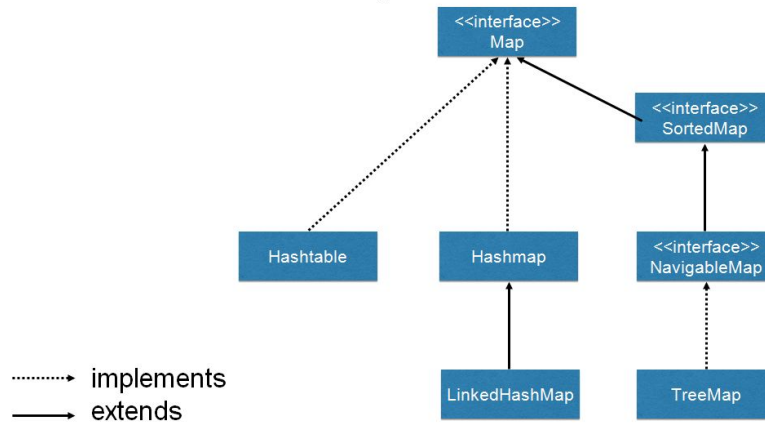 <<interface>>
Map
<<interface>>
SortedMap
Hashtable
Hashmap
<<interface>>
NavigableMap
LinkedHashMap
TreeMap
implements
extends